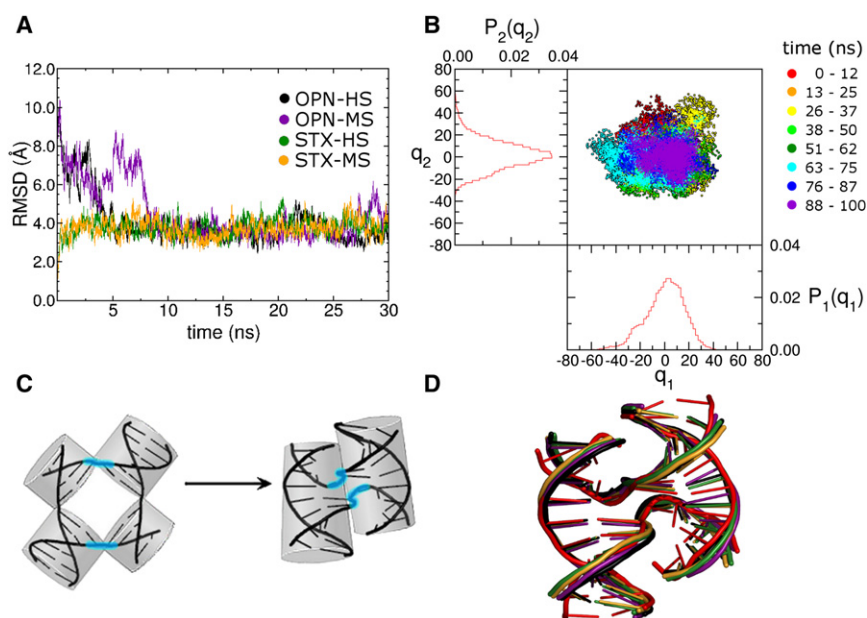 A
12.0
10.0
8.0
6.0
4.0
2.0
0.0
RMSD (Å)
OPN-HS
OPN-MS
STX-HS
STX-MS
5 10 15 20 25 30
time (ns)
B
P2(q2)
0.00 0.02 0.04
80
60
40
20
0
-20
-40
-60
-80
q2
time (ns)
0 - 12
13 - 25
26 - 37
38 - 50
51 - 62
63 - 75
76 - 87
88 - 100
0.04
0.02
0.00
P1(q1)
-80 -60 -40 -20 0 20 40 60 80
q1
C
D